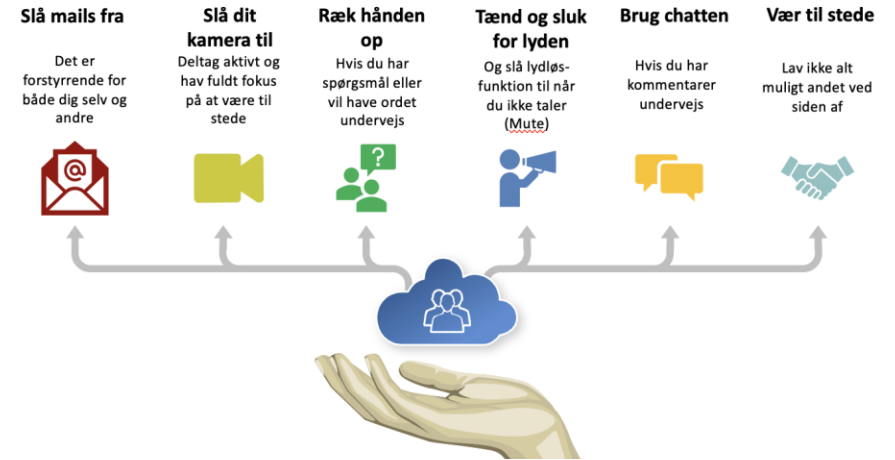 Slå mails fra
Det er
forstyrrende for
både dig selv og
andre
Slå dit
kamera til
Deltag aktivt og
hav fuldt fokus
på at være til
stede
Ræk hånden
op
Hvis du har
spørgsmål eller
vil have ordet
undervejs
Tænd og sluk
for lyden
Og slå lydløs-
funktion til når
du ikke taler
(Mute)
Brug chatten
Hvis du har
kommentarer
undervejs
Vær til stede
Lav ikke alt
muligt andet ved
siden af
@
?